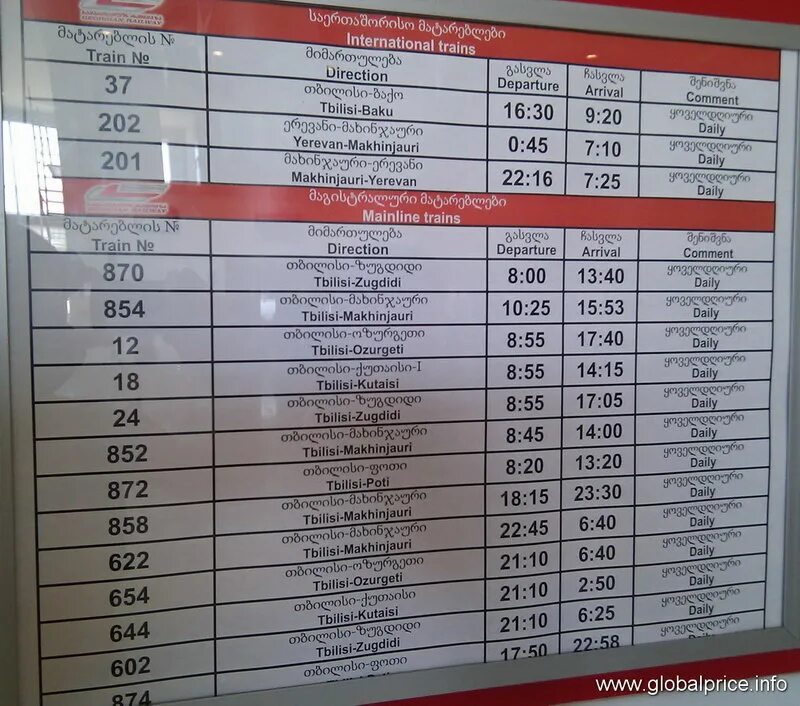 საქართველოს რკინიგზა
GEORGIAN RAILWAY
საერთაშორისო მატარებლები
International trains
მატარებლის № მიმართულება გასვლა ჩასვლა შენიშვნა
Train № Direction Departure Arrival Comment
37 თბილისი-ბაქო 16:30 9:20 ყოველდღიური
Tbilisi-Baku Daily
202 ერევანი-მახინჯაური 0:45 7:10 ყოველდღიური
Yerevan-Makhinjauri Daily
201 მახინჯაური-ერევანი 22:16 7:25 ყოველდღიური
Makhinjauri-Yerevan Daily
მაგისტრალური მატარებლები
Mainline trains
მატარებლის № მიმართულება გასვლა ჩასვლა შენიშვნა
Train № Direction Departure Arrival Comment
870 თბილისი-ზუგდიდი 8:00 13:40 ყოველდღიური
Tbilisi-Zugdidi Daily
854 თბილისი-მახინჯაური 10:25 15:53 ყოველდღიური
Tbilisi-Makhinjauri Daily
12 თბილისი-ოზურგეთი 8:55 17:40 ყოველდღიური
Tbilisi-Ozurgeti Daily
18 თბილისი-ქუთაისი-I 8:55 14:15 ყოველდღიური
Tbilisi-Kutaisi Daily
24 თბილისი-ზუგდიდი 8:55 17:05 ყოველდღიური
Tbilisi-Zugdidi Daily
852 თბილისი-მახინჯაური 8:45 14:00 ყოველდღიური
Tbilisi-Makhinjauri Daily
872 თბილისი-ფოთი 8:20 13:20 ყოველდღიური
Tbilisi-Poti Daily
858 თბილისი-მახინჯაური 18:15 23:30 ყოველდღიური
Tbilisi-Makhinjauri Daily
622 თბილისი-მახინჯაური 22:45 6:40 ყოველდღიური
Tbilisi-Makhinjauri Daily
654 თბილისი-ოზურგეთი 21:10 6:40 ყოველდღიური
Tbilisi-Ozurgeti Daily
644 თბილისი-ქუთაისი 21:10 2:50 ყოველდღიური
Tbilisi-Kutaisi Daily
602 თბილისი-ზუგდიდი 21:10 6:25 ყოველდღიური
Tbilisi-Zugdidi Daily
874 თბილისი-ფოთი 17:50 22:58 ყოველდღიური
www.globalprice.info